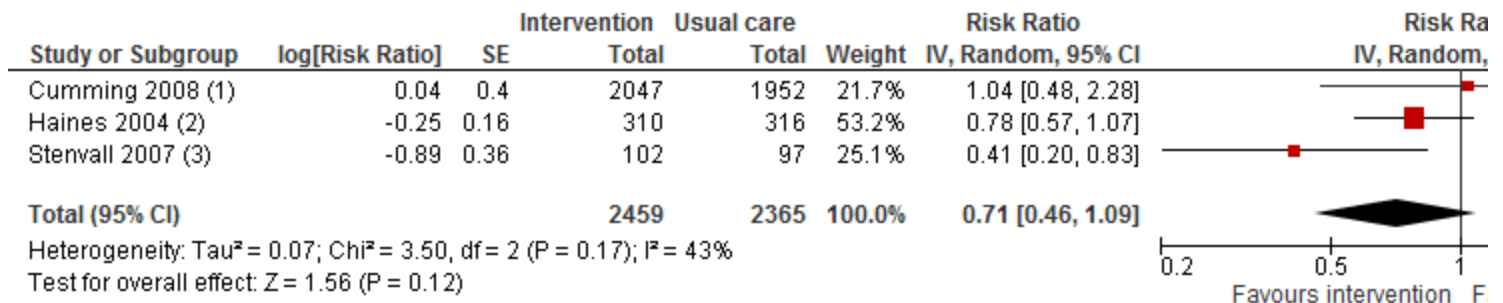 Intervention Usual care Risk Ratio Risk Ra
Study or Subgroup log[Risk Ratio] SE Total Total Weight IV, Random, 95% CI IV, Random,
Cumming 2008 (1) 0.04 0.4 2047 1952 21.7% 1.04 [0.48, 2.28]
Haines 2004 (2) -0.25 0.16 310 316 53.2% 0.78 [0.57, 1.07]
Stenvall 2007 (3) -0.89 0.36 102 97 25.1% 0.41 [0.20, 0.83]
Total (95% CI) 2459 2365 100.0% 0.71 [0.46, 1.09]
Heterogeneity: Tau² = 0.07; Chi² = 3.50, df = 2 (P = 0.17); I² = 43%
Test for overall effect: Z = 1.56 (P = 0.12)
0.2 0.5 1
Favours intervention F